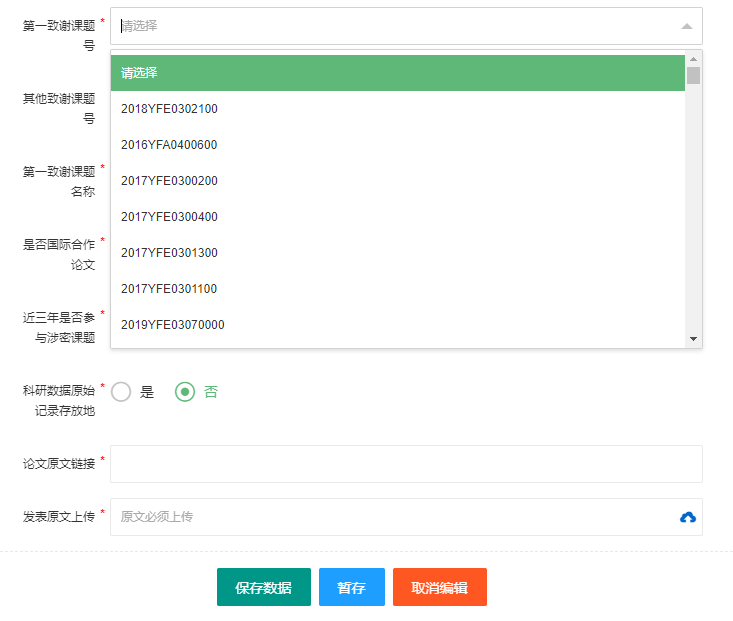 第一致谢课题 *
号
请选择
请选择
2018YFE0302100
2016YFA0400600
2017YFE0300200
2017YFE0300400
2017YFE0301300
2017YFE0301100
2019YFE03070000
其他致谢课题
号
第一致谢课题 *
名称
是否国际合作 *
论文
近三年是否参 *
与涉密课题
科研数据原始 *
记录存放地
是 否
论文原文链接 *
发表原文上传 *
原文必须上传
保存数据 暂存 取消编辑